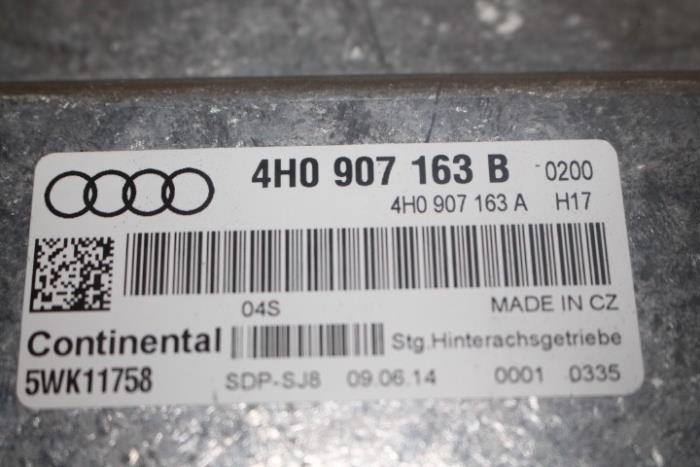 4H0 907 163 B 0200
4H0 907 163 A H17
04S MADE IN CZ
Continental Stg.Hinterachsgetriebe
5WK11758 SDP-SJ8 09.06.14 0001 0335